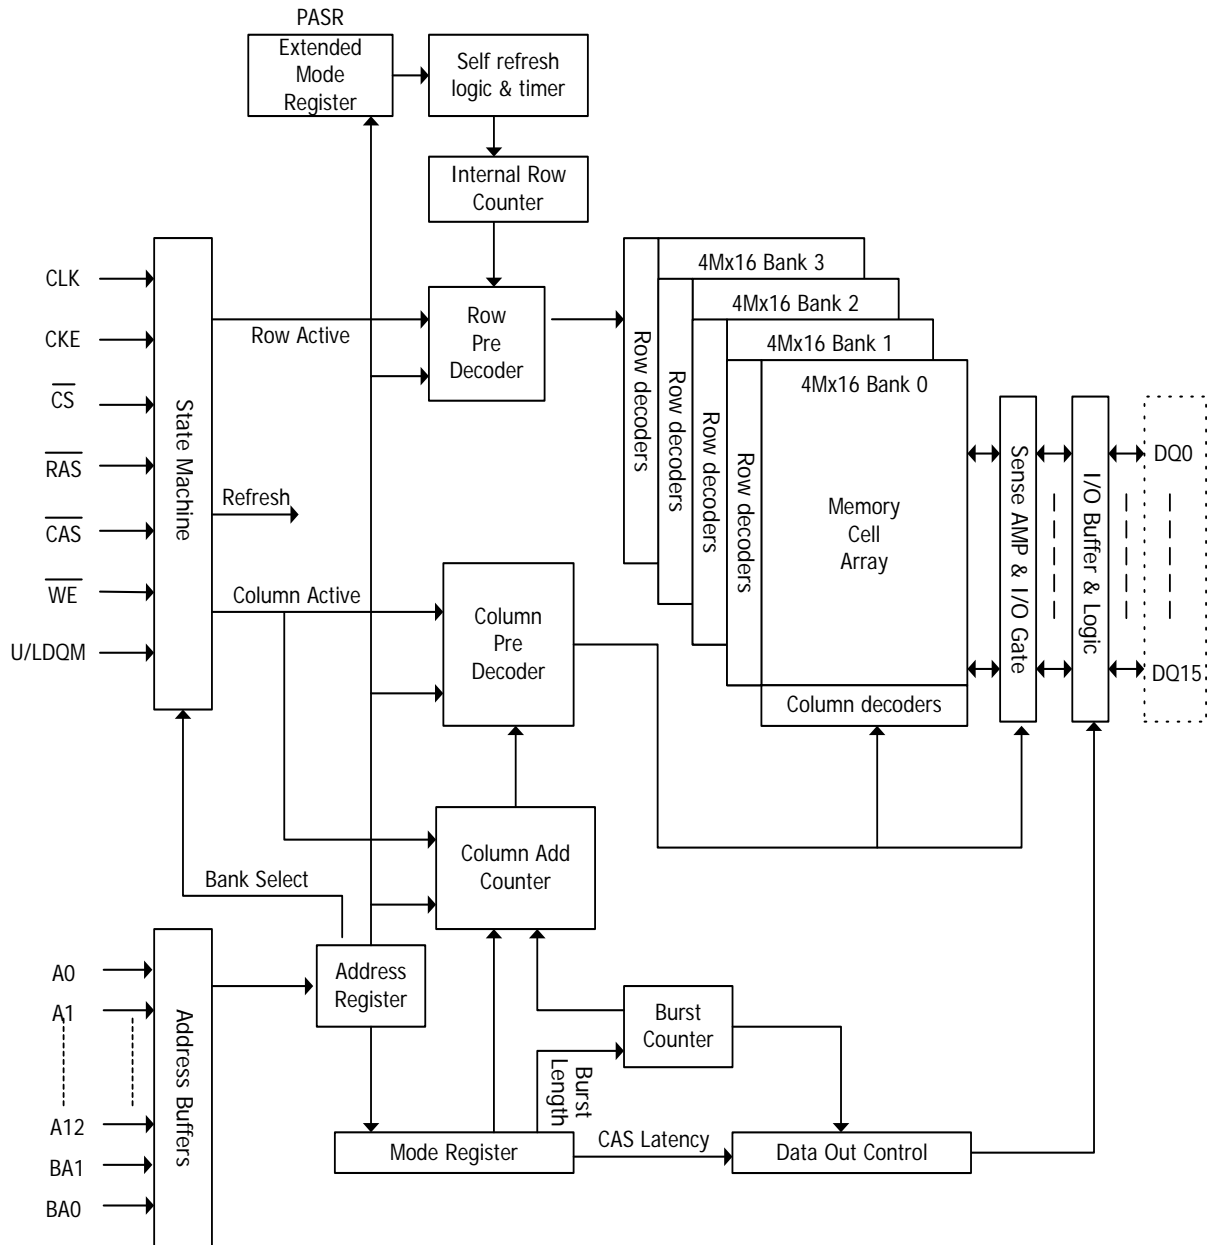 PASR
Extended
Mode
Register
Self refresh
logic & timer
Internal Row
Counter
CLK
CKE
CS
RAS
CAS
WE
U/LDQM
State Machine
Row Active
Refresh
Column Active
Row
Pre
Decoder
Column
Pre
Decoder
Column Add
Counter
Bank Select
Row decoders
Row decoders
Row decoders
Row decoders
4Mx16 Bank 3
4Mx16 Bank 2
4Mx16 Bank 1
4Mx16 Bank 0
Memory
Cell
Array
Column decoders
Sense AMP & I/O Gate
I/O Buffer & Logic
DQ0
DQ15
A0
A1
A12
BA1
BA0
Address Buffers
Address
Register
Burst
Counter
Burst
Length
Mode Register
CAS Latency
Data Out Control